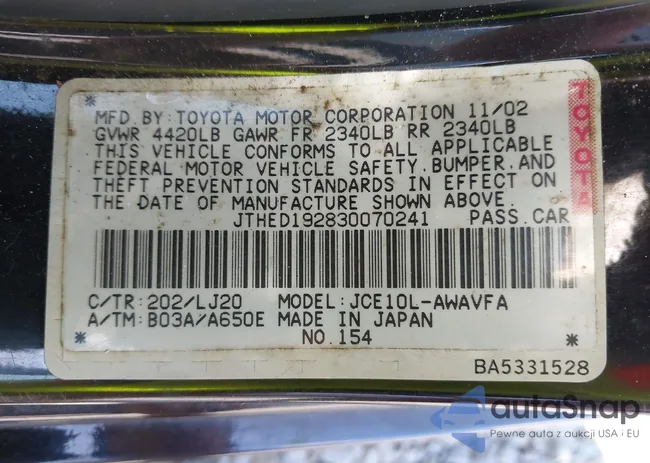 MFD.BY:TOYOTA MOTOR CORPORATION 11/02
GVWR 4420LB GAWR FR 2340LB RR 2340LB
THIS VEHICLE CONFORMS TO ALL APPLICABLE
FEDERAL MOTOR VEHICLE SAFETY,BUMPER,AND
THEFT PREVENTION STANDARDS IN EFFECT ON
THE DATE OF MANUFACTURE SHOWN ABOVE.
JTHED192830070241 PASS.CAR
TOYOTA
C/TR:202/LJ20 MODEL:JCE10L-AWAVFA
A/TM:B03A/A650E MADE IN JAPAN
* NO.154 *
BA5331528
autoSnap
Pewne auta z aukcji USA i EU